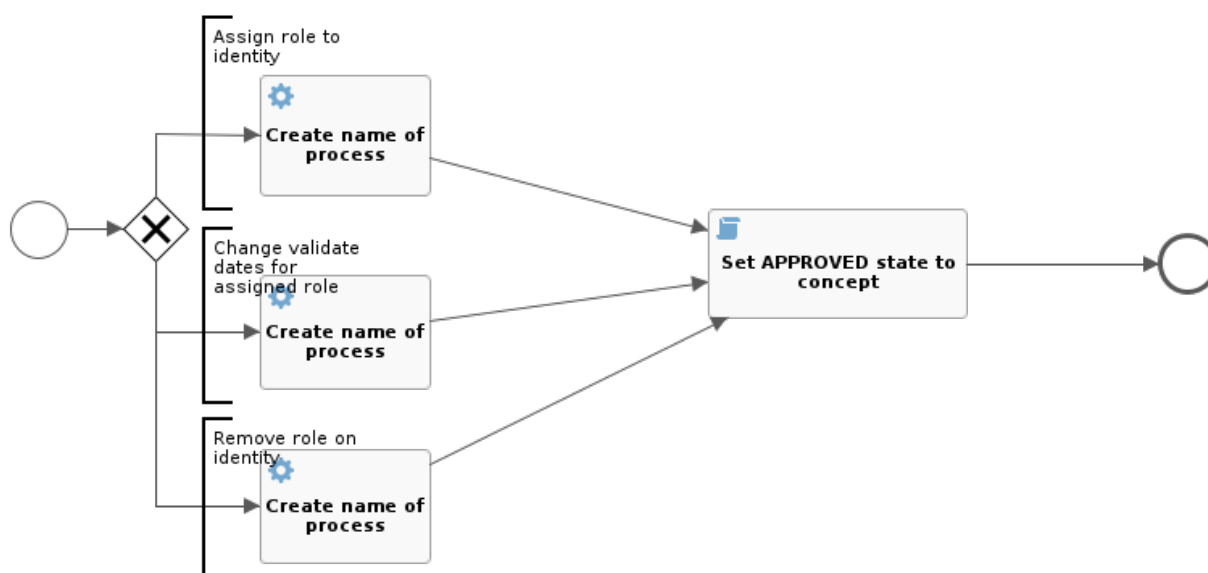 Assign role to
identity
Create name of
process
Change validate
dates for
assigned role
Create name of
process
Remove role on
identity
Create name of
process
Set APPROVED state to
concept